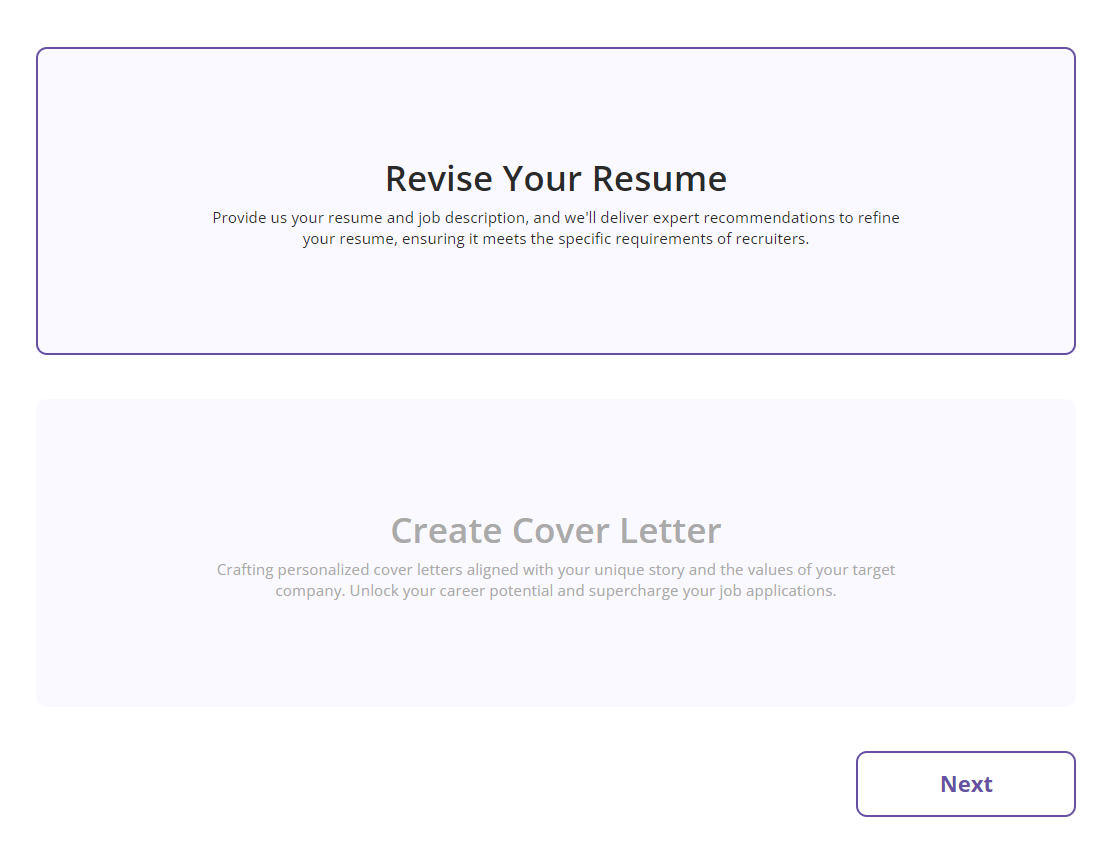 Revise Your Resume
Provide us your resume and job description, and we'll deliver expert recommendations to refine
your resume, ensuring it meets the specific requirements of recruiters.
Create Cover Letter
Crafting personalized cover letters aligned with your unique story and the values of your target
company. Unlock your career potential and supercharge your job applications.
Next